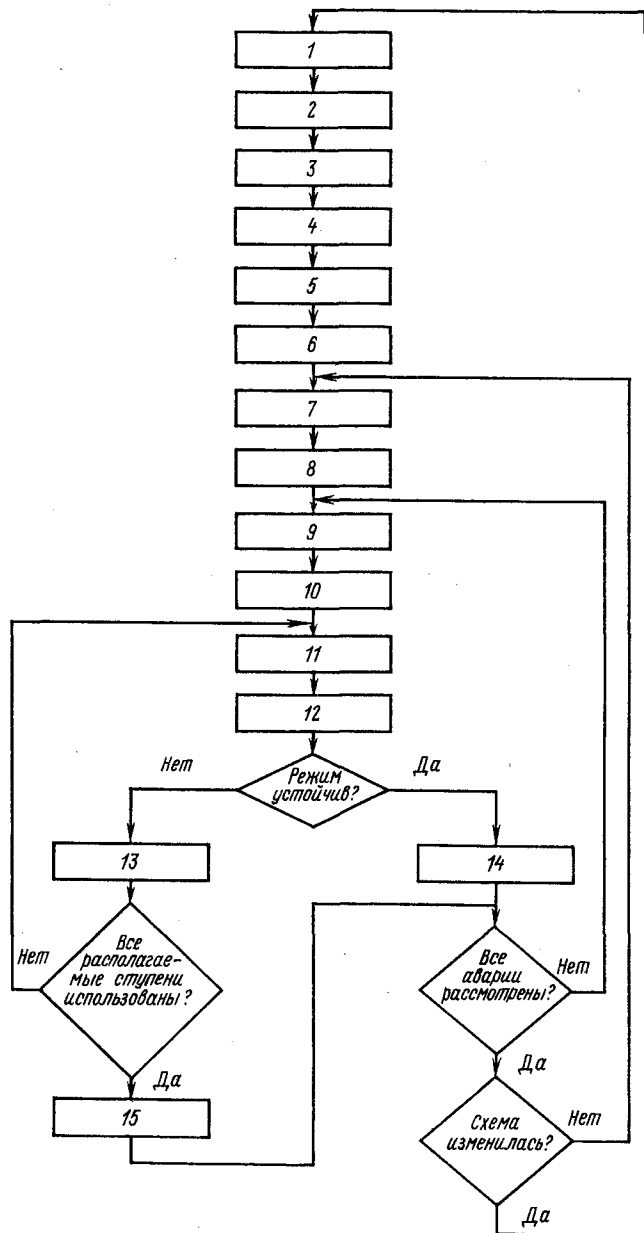 1
2
3
4
5
6
7
8
9
10
11
12
Нет
Режим
устойчив?
Да
13
14
Нет
Все
располагае-
мые ступени
использованы?
Все
аварии
рассмотрены?
Нет
Да
Да
15
Схема
изменилась?
Нет
Да